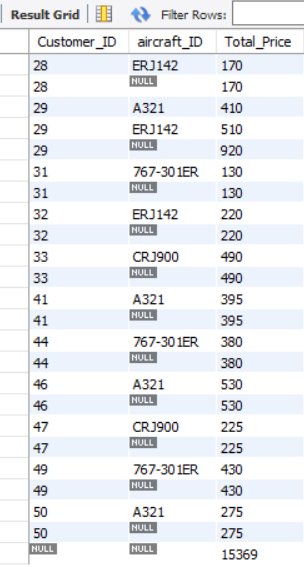 Result Grid Filter Rows:
Customer_ID aircraft_ID Total_Price
28 ERJ142 170
28 NULL 170
29 A321 410
29 ERJ142 510
29 NULL 920
31 767-301ER 130
31 NULL 130
32 ERJ142 220
32 NULL 220
33 CRJ900 490
33 NULL 490
41 A321 395
41 NULL 395
44 767-301ER 380
44 NULL 380
46 A321 530
46 NULL 530
47 CRJ900 225
47 NULL 225
49 767-301ER 430
49 NULL 430
50 A321 275
50 NULL 275
NULL NULL 15369